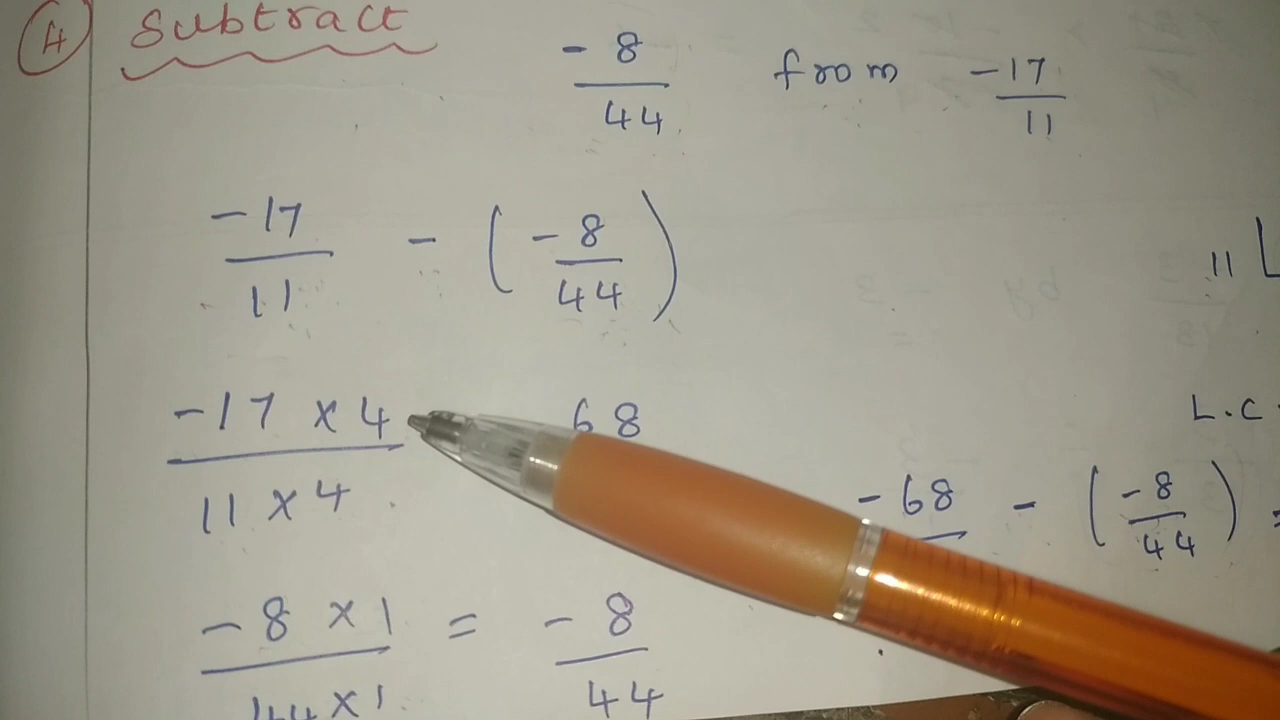 4 Subtract -8/44 from -17/11
-17/11 - (-8/44)
11 L
-17 x 4 / 11 x 4 68
L.C.
-68 - (-8/44) =
-8 x 1 / 44 x 1 = -8/44